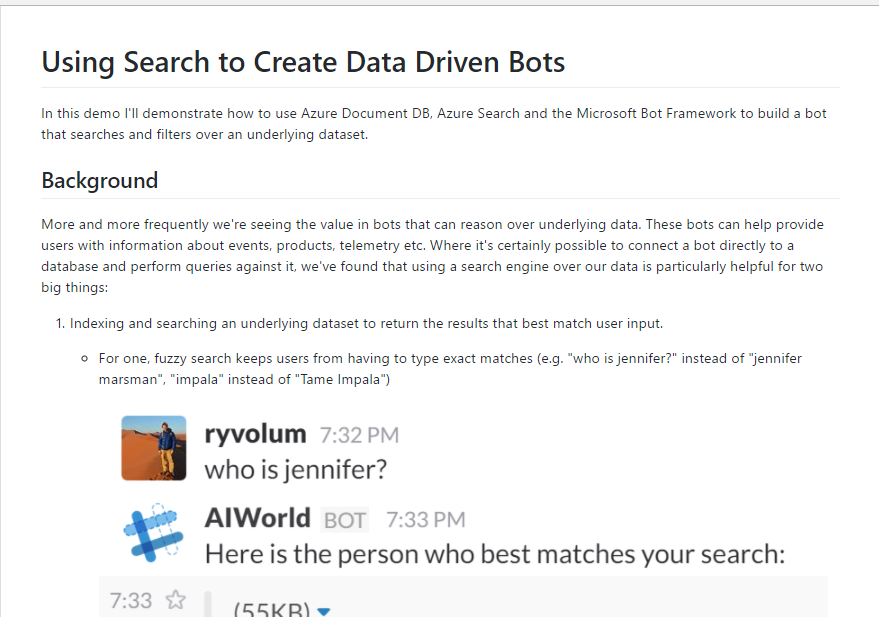 Using Search to Create Data Driven Bots
In this demo I'll demonstrate how to use Azure Document DB, Azure Search and the Microsoft Bot Framework to build a bot
that searches and filters over an underlying dataset.
Background
More and more frequently we're seeing the value in bots that can reason over underlying data. These bots can help provide
users with information about events, products, telemetry etc. Where it's certainly possible to connect a bot directly to a
database and perform queries against it, we've found that using a search engine over our data is particularly helpful for two
big things:
1. Indexing and searching an underlying dataset to return the results that best match user input.
For one, fuzzy search keeps users from having to type exact matches (e.g. "who is jennifer?" instead of "jennifer
marsman", "impala" instead of "Tame Impala")
ryvolum 7:32 PM
who is jennifer?
AIWorld BOT 7:33 PM
Here is the person who best matches your search:
7:33 (55KB)